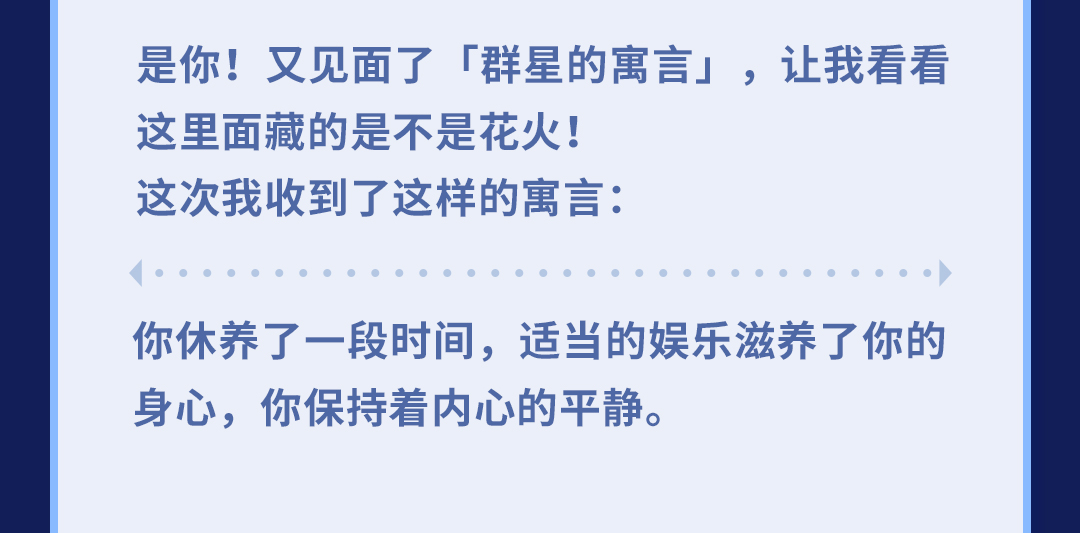 是你！又见面了「群星的寓言」，让我看看
这里面藏的是不是花火！
这次我收到了这样的寓言：
你休养了一段时间，适当的娱乐滋养了你的
身心，你保持着内心的平静。